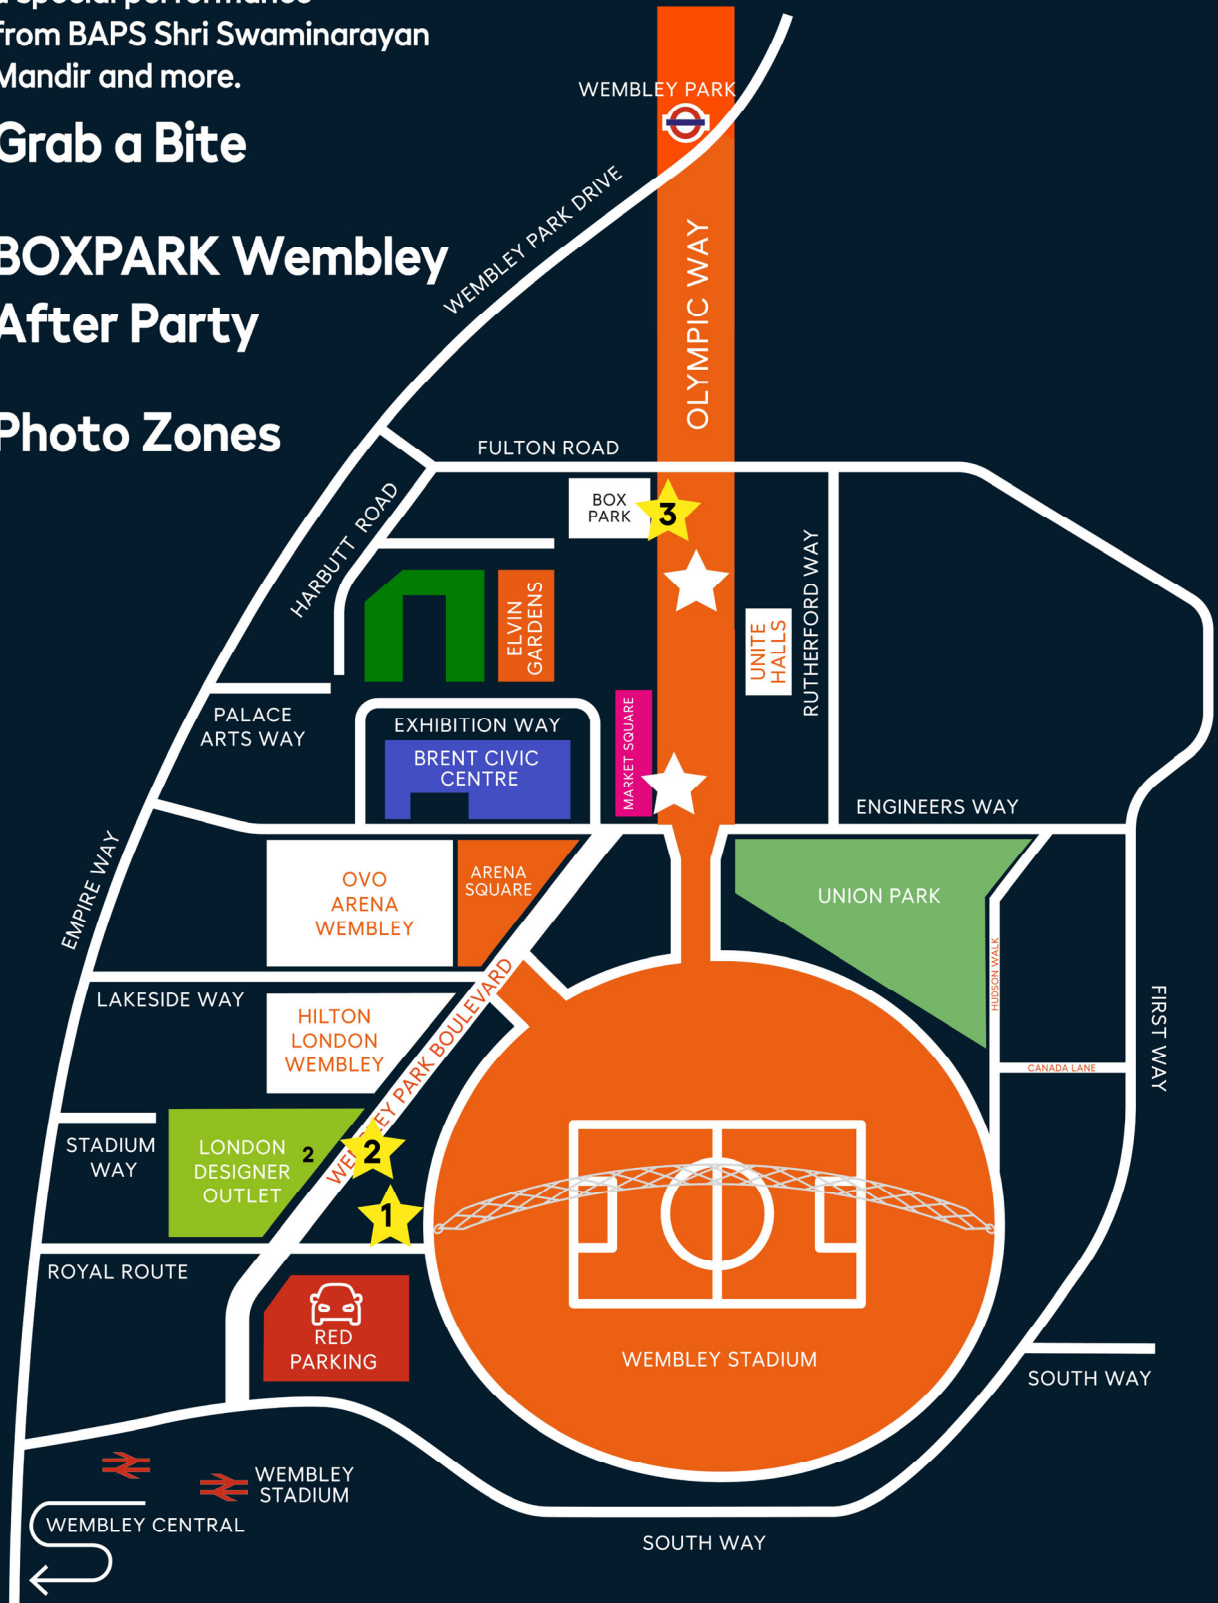 from BAPS Shri Swaminarayan
Mandir and more.
Grab a Bite
BOXPARK Wembley
After Party
Photo Zones
WEMBLEY PARK
WEMBLEY PARK DRIVE
OLYMPIC WAY
FULTON ROAD
BOX
PARK
3
HARBUTT ROAD
ELVIN
GARDENS
UNITE
HALLS
RUTHERFORD WAY
PALACE
ARTS WAY
EXHIBITION WAY
BRENT CIVIC
CENTRE
MARKET SQUARE
ENGINEERS WAY
EMPIRE WAY
OVO
ARENA
WEMBLEY
ARENA
SQUARE
UNION PARK
HUDSON WALK
LAKESIDE WAY
HILTON
LONDON
WEMBLEY
WEMBLEY PARK BOULEVARD
FIRST WAY
CANADA LANE
STADIUM
WAY
LONDON
DESIGNER
OUTLET
2
2
1
ROYAL ROUTE
RED
PARKING
WEMBLEY STADIUM
SOUTH WAY
WEMBLEY
STADIUM
WEMBLEY CENTRAL
SOUTH WAY